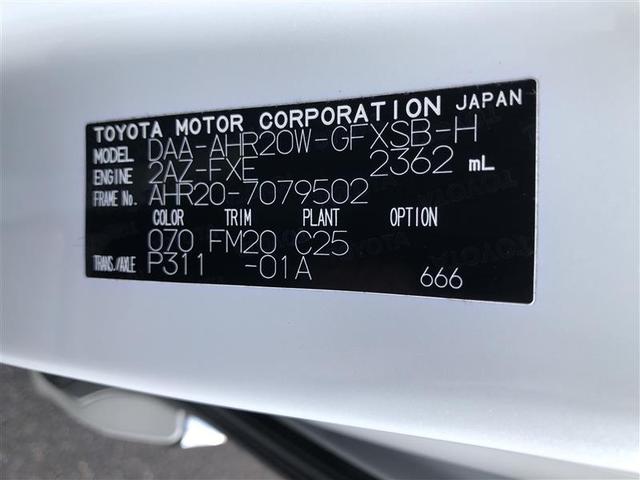 TOYOTA MOTOR CORPORATION JAPAN
MODEL DAA-AHR20W-GFXSB-H
ENGINE 2AZ-FXE 2362 mL
FRAME No. AHR20-7079502
COLOR TRIM PLANT OPTION
070 FM20 C25
TRANS./AXLE P311 -01A
666